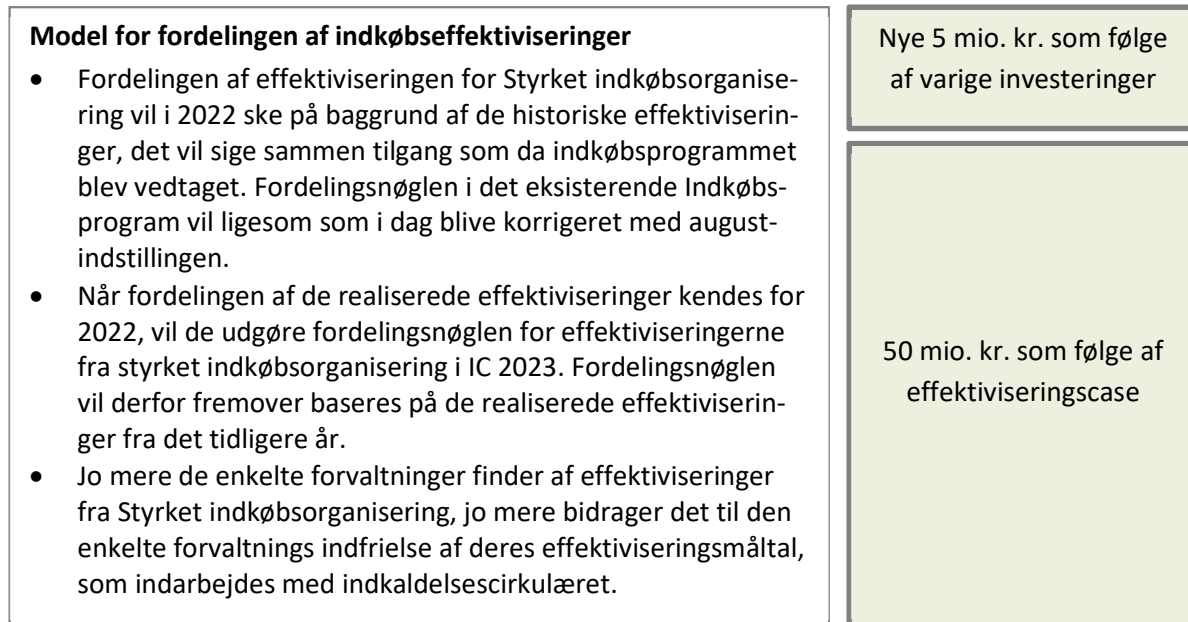 Model for fordelingen af indkøbseffektiviseringer
• Fordelingen af effektiviseringen for Styrket indkøbsorganise-
ring vil i 2022 ske på baggrund af de historiske effektiviserin-
ger, det vil sige sammen tilgang som da indkøbsprogrammet
blev vedtaget. Fordelingsnøglen i det eksisterende Indkøbs-
program vil ligesom som i dag blive korrigeret med august-
indstillingen.
• Når fordelingen af de realiserede effektiviseringer kendes for
2022, vil de udgøre fordelingsnøglen for effektiviseringerne
fra styrket indkøbsorganisering i IC 2023. Fordelingsnøglen
vil derfor fremover baseres på de realiserede effektiviserin-
ger fra det tidligere år.
• Jo mere de enkelte forvaltninger finder af effektiviseringer
fra Styrket indkøbsorganisering, jo mere bidrager det til den
enkelte forvaltnings indfrielse af deres effektiviseringsmåltal,
som indarbejdes med indkaldelsescirkulæret.
Nye 5 mio. kr. som følge
af varige investeringer
50 mio. kr. som følge af
effektiviseringscase